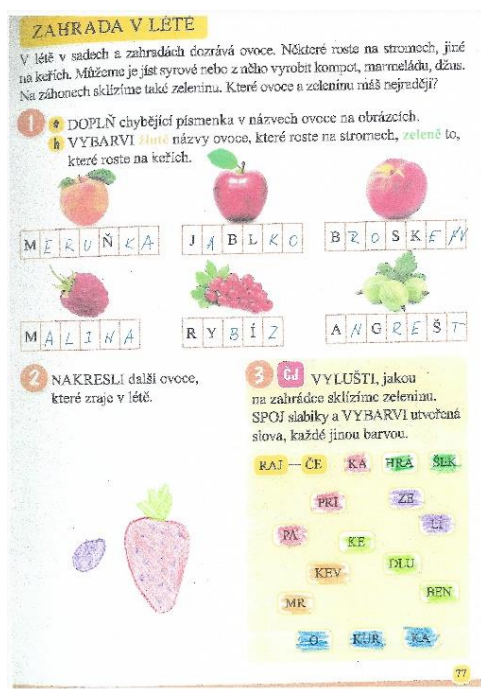 ZAHRADA V LÉTĚ
V létě v sadech a zahradách dozrává ovoce. Některé roste na stromech, jiné
na keřích. Můžeme je jíst syrové nebo z něho vyrobit kompot, marmeládu, džus.
Na záhonech sklízíme také zeleninu. Které ovoce a zeleninu máš nejraději?
1 a DOPLŇ chybějící písmenka v názvech ovoce na obrázcích.
b VYBARVI žlutě názvy ovoce, které roste na stromech, zeleně to,
které roste na keřích.
MERUŇKA JABLKO BROSKEV
MALINA RYBÍZ ANGREŠT
2 NAKRESLI další ovoce,
které zraje v létě.
3 ČJ VYLUŠTI, jakou
na zahrádce sklízíme zeleninu.
SPOJ slabiky a VYBARVI utvořená
slova, každé jinou barvou.
RAJ ČE KA HRÁ ŠEK
PRI ZE
PA KE LÍ
KEV DLU
MR BEN
O KUR KA
77